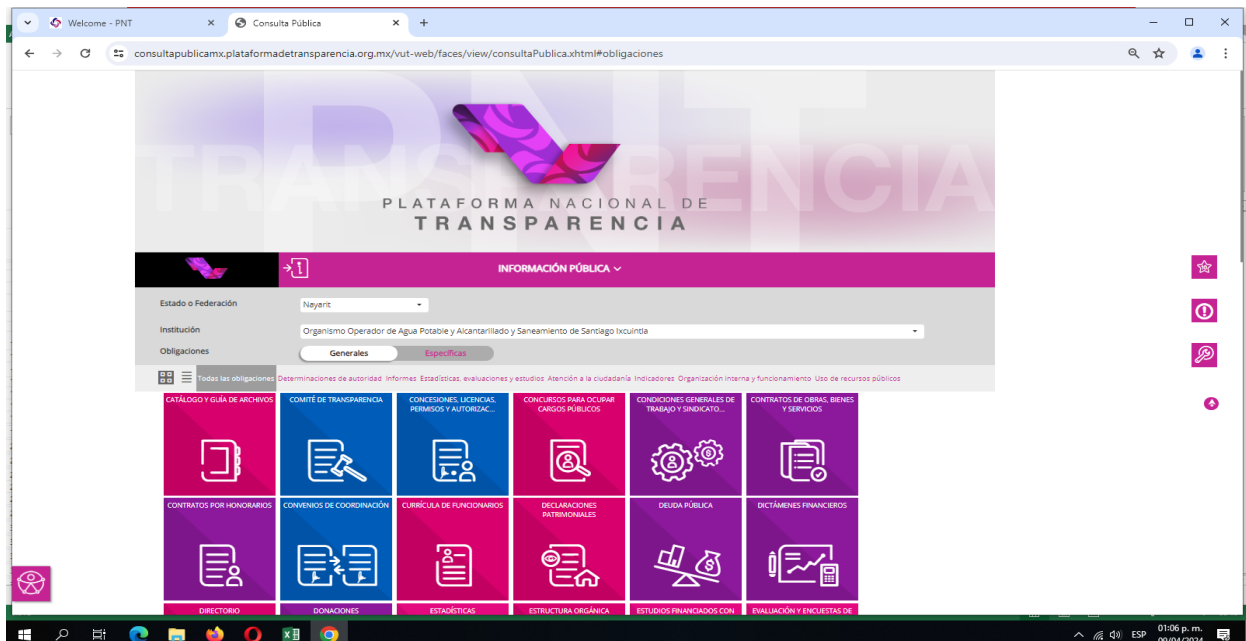 Welcome - PNT
Consulta Pública
consultapublicamx.plataformadetransparencia.org.mx/vut-web/faces/view/consultaPublica.xhtml#obligaciones
PNT
TRANSPARENCIA
PLATAFORMA NACIONAL DE
TRANSPARENCIA
INFORMACIÓN PÚBLICA
Estado o Federación
Nayarit
Institución
Organismo Operador de Agua Potable y Alcantarillado y Saneamiento de Santiago Ixcuintla
Obligaciones
Generales
Específicas
Todas las obligaciones Determinaciones de autoridad Informes Estadísticas, evaluaciones y estudios Atención a la ciudadanía Indicadores Organización interna y funcionamiento Uso de recursos públicos
CATÁLOGO Y GUÍA DE ARCHIVOS
COMITÉ DE TRANSPARENCIA
CONCESIONES, LICENCIAS,
PERMISOS Y AUTORIZAC...
CONCURSOS PARA OCUPAR
CARGOS PÚBLICOS
CONDICIONES GENERALES DE
TRABAJO Y SINDICATO...
CONTRATOS DE OBRAS, BIENES
Y SERVICIOS
CONTRATOS POR HONORARIOS
CONVENIOS DE COORDINACIÓN
CURRÍCULA DE FUNCIONARIOS
DECLARACIONES
PATRIMONIALES
DEUDA PÚBLICA
DICTÁMENES FINANCIEROS
DIRECTORIO
DONACIONES
ESTADÍSTICAS
ESTRUCTURA ORGÁNICA
ESTUDIOS FINANCIADOS CON
EVALUACIÓN Y ENCUESTAS DE
ESP
01:06 p. m.
09/04/2024